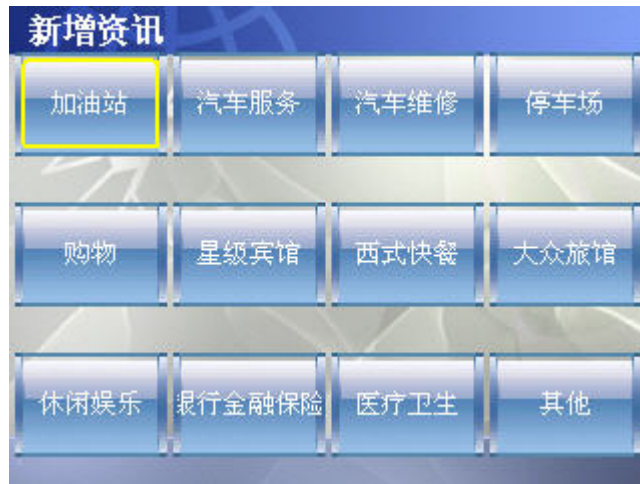 新增资讯
加油站 汽车服务 汽车维修 停车场
购物 星级宾馆 西式快餐 大众旅馆
休闲娱乐 银行金融保险 医疗卫生 其他